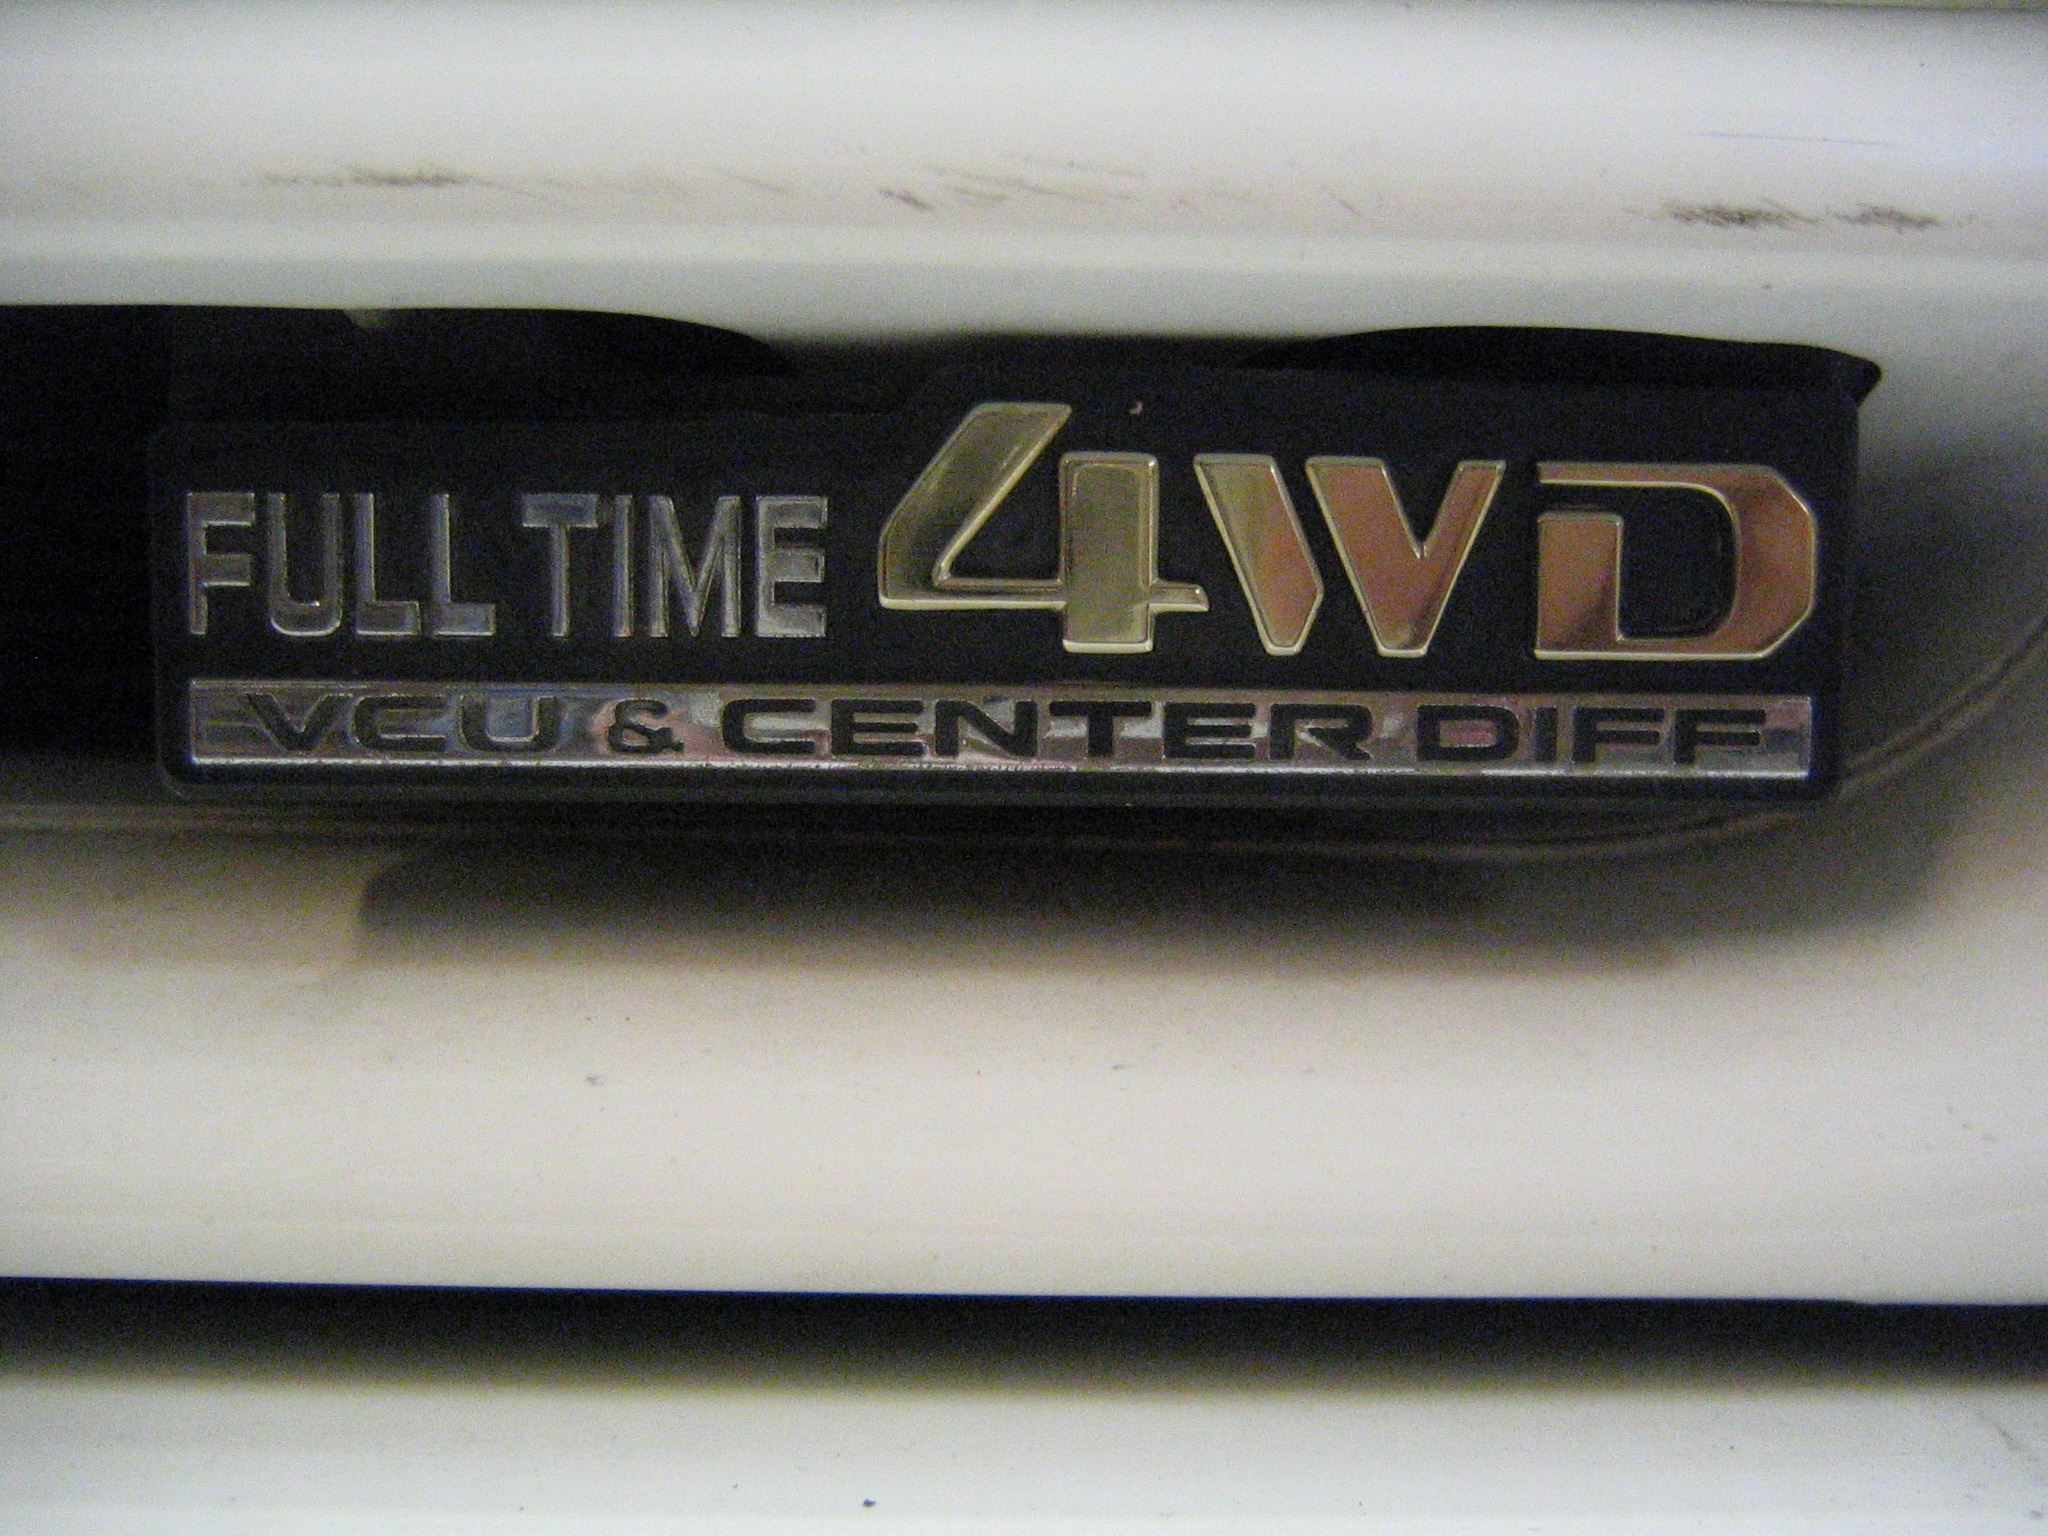 FULL TIME 4WD
VCU & CENTER DIFF